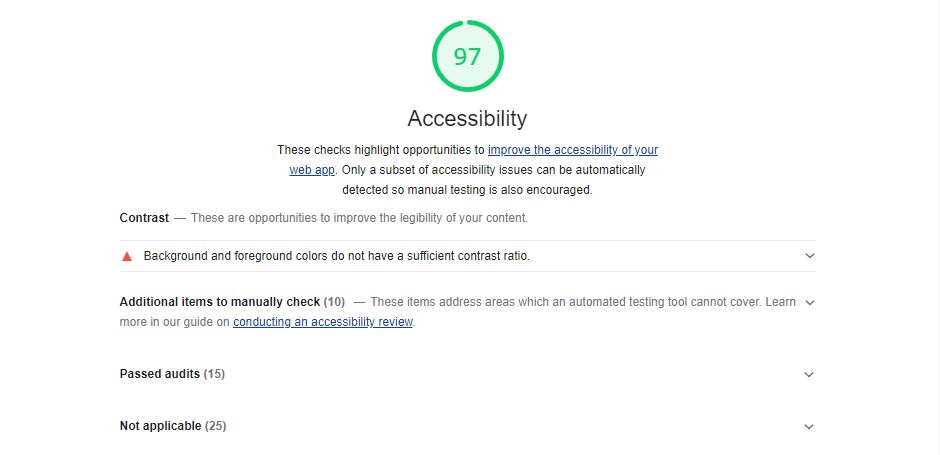 97
Accessibility
These checks highlight opportunities to improve the accessibility of your
web app. Only a subset of accessibility issues can be automatically
detected so manual testing is also encouraged.
Contrast — These are opportunities to improve the legibility of your content.
Background and foreground colors do not have a sufficient contrast ratio.
Additional items to manually check (10) — These items address areas which an automated testing tool cannot cover. Learn
more in our guide on conducting an accessibility review.
Passed audits (15)
Not applicable (25)